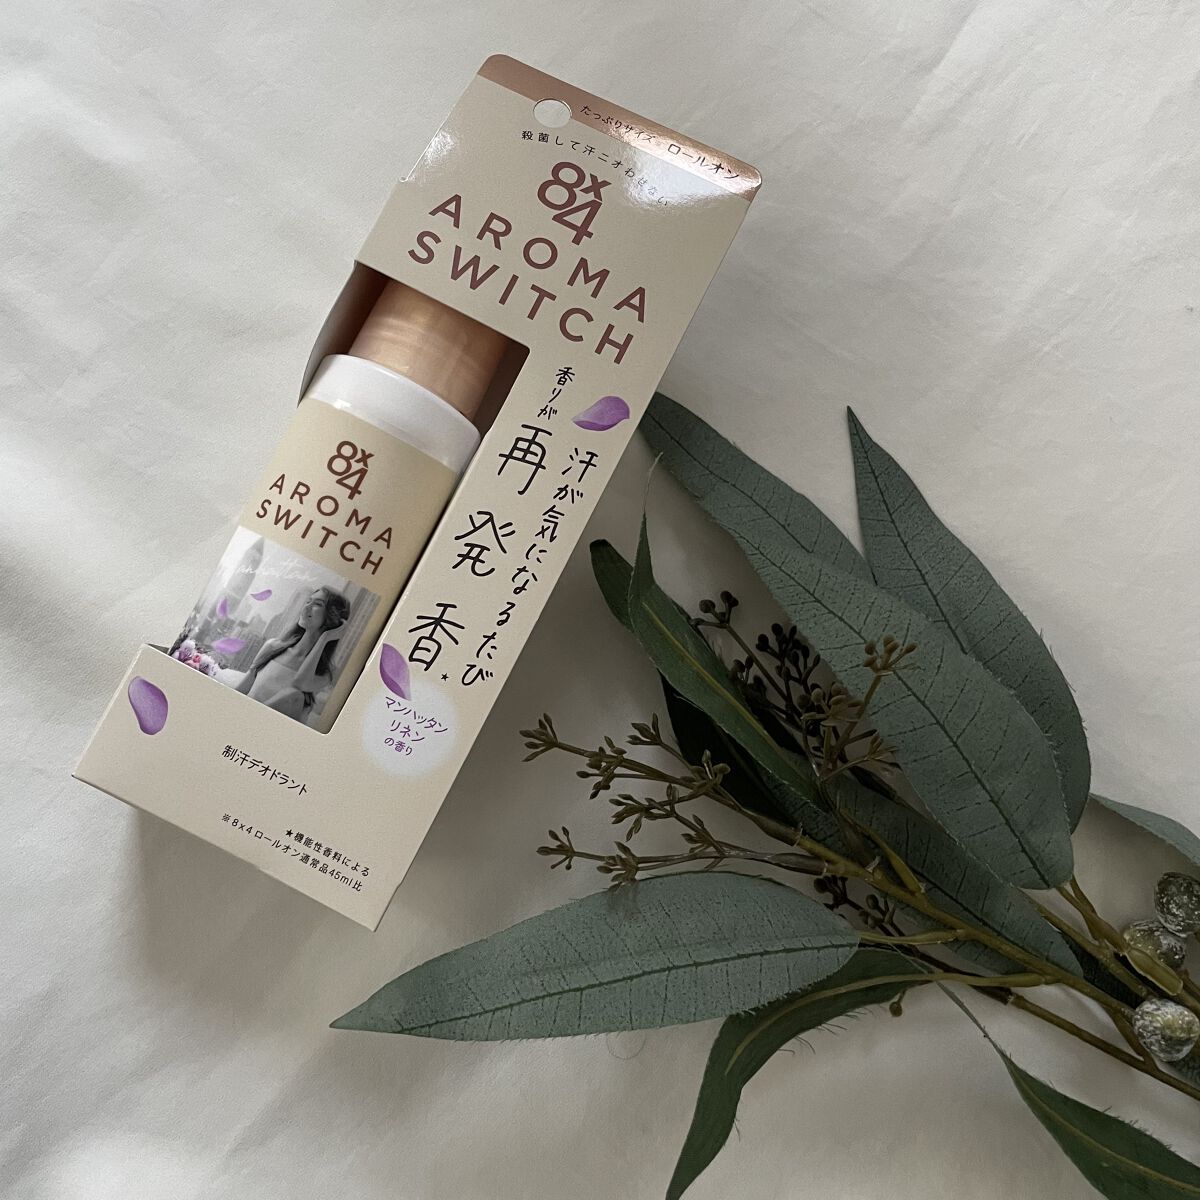 たっぷりサイズ※ ロールオン
殺菌して汗ニオわせない
8x4
AROMA
SWITCH
汗が気になるたび
香りが
再発香★
マンハッタン
リネン
の香り
8x4
AROMA
SWITCH
制汗デオドラント
★機能性香料による
※8x4ロールオン通常品45ml比